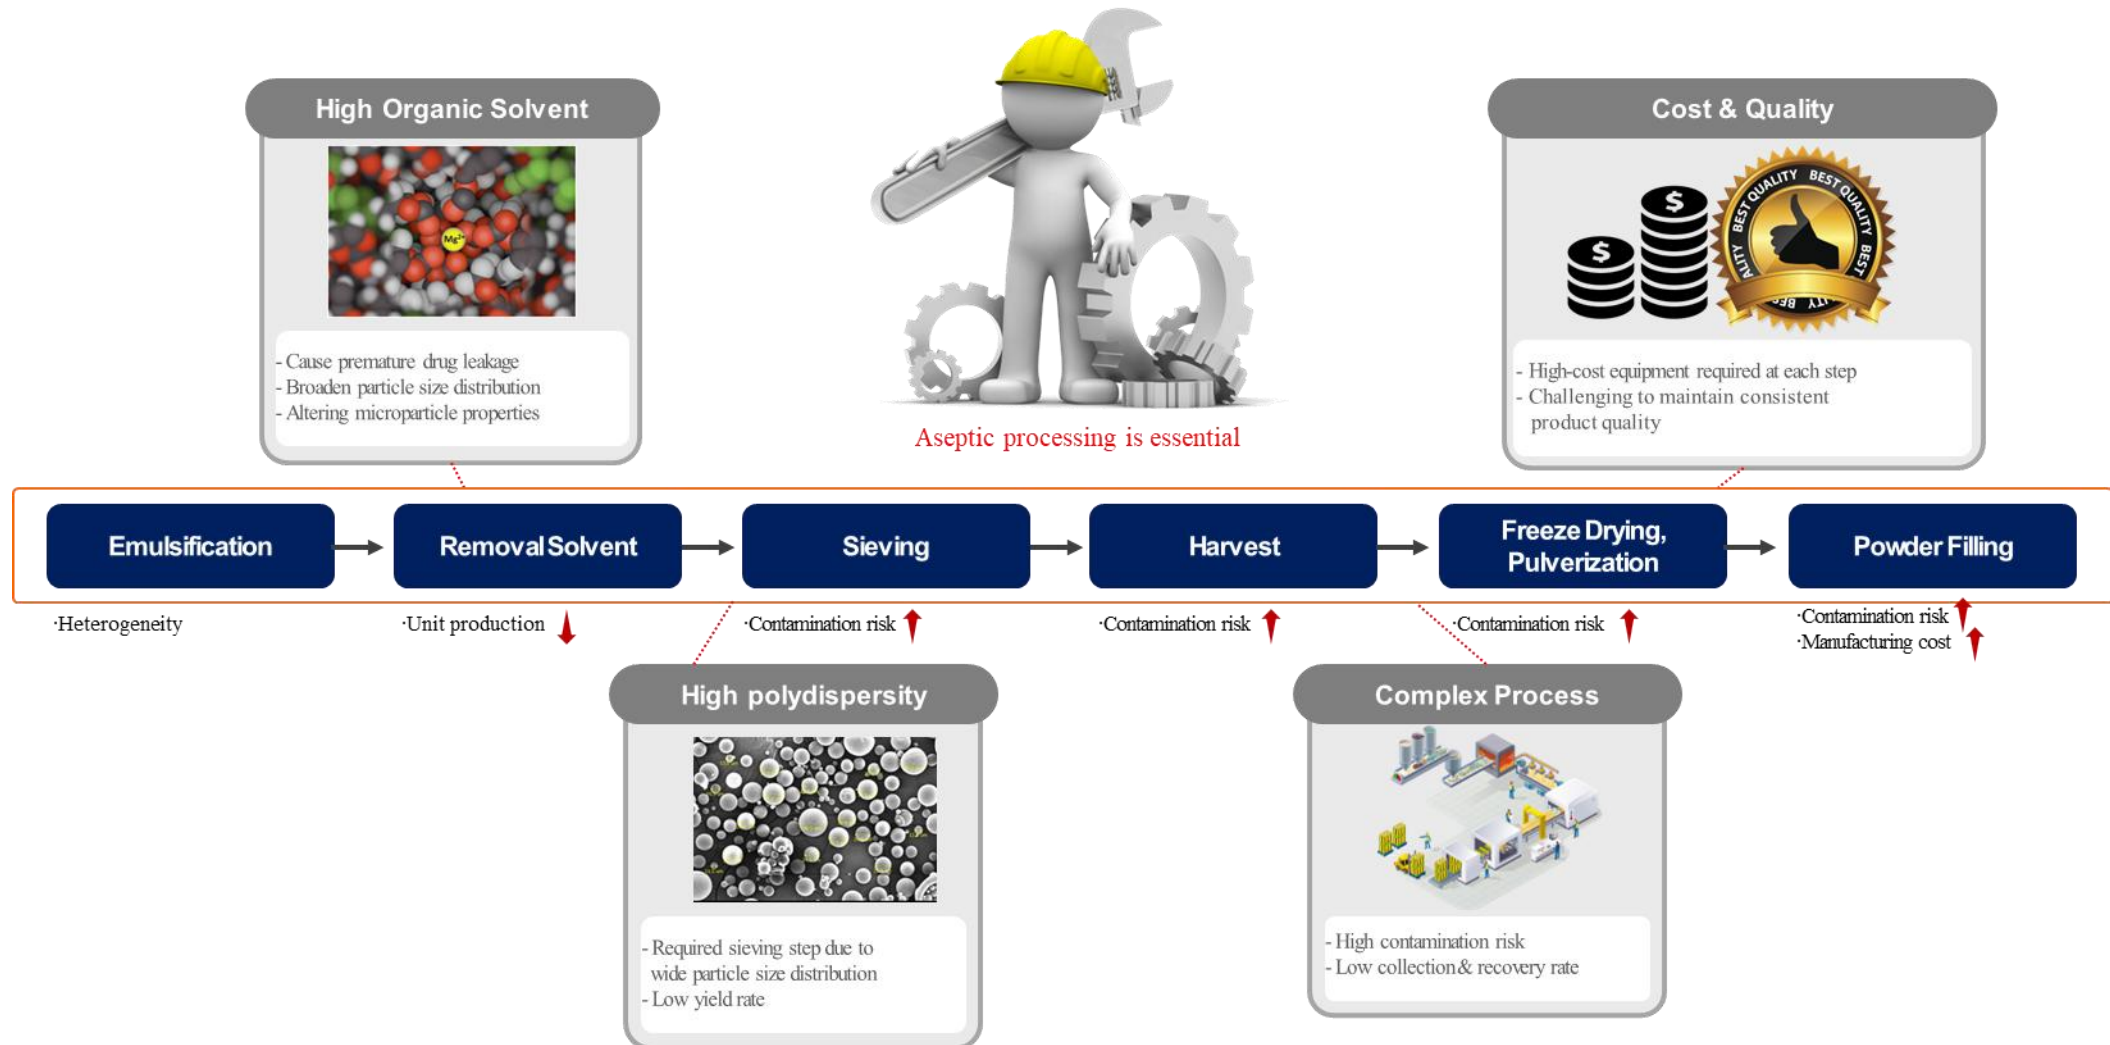 High Organic Solvent
Mg²⁺
- Cause premature drug leakage
- Broaden particle size distribution
- Altering microparticle properties
Aseptic processing is essential
Cost & Quality
$
$
BEST QUALITY BEST QUALITY BEST
ALITY
- High-cost equipment required at each step
- Challenging to maintain consistent
product quality
Emulsification
Removal Solvent
Sieving
Harvest
Freeze Drying,
Pulverization
Powder Filling
·Heterogeneity
·Unit production
·Contamination risk
·Contamination risk
·Contamination risk
·Contamination risk
·Manufacturing cost
High polydispersity
- Required sieving step due to
wide particle size distribution
- Low yield rate
Complex Process
- High contamination risk
- Low collection& recovery rate